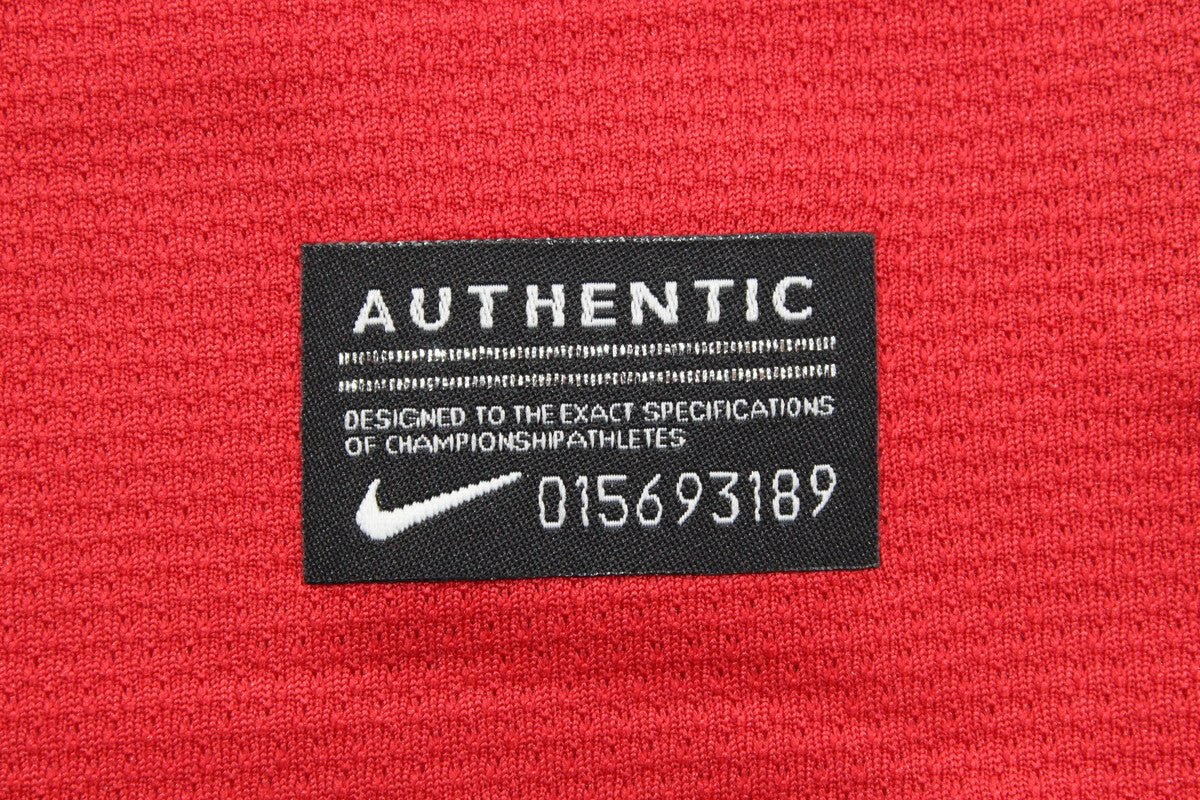 AUTHENTIC
DESIGNED TO THE EXACT SPECIFICATIONS
OF CHAMPIONSHIPATHLETES
015693189